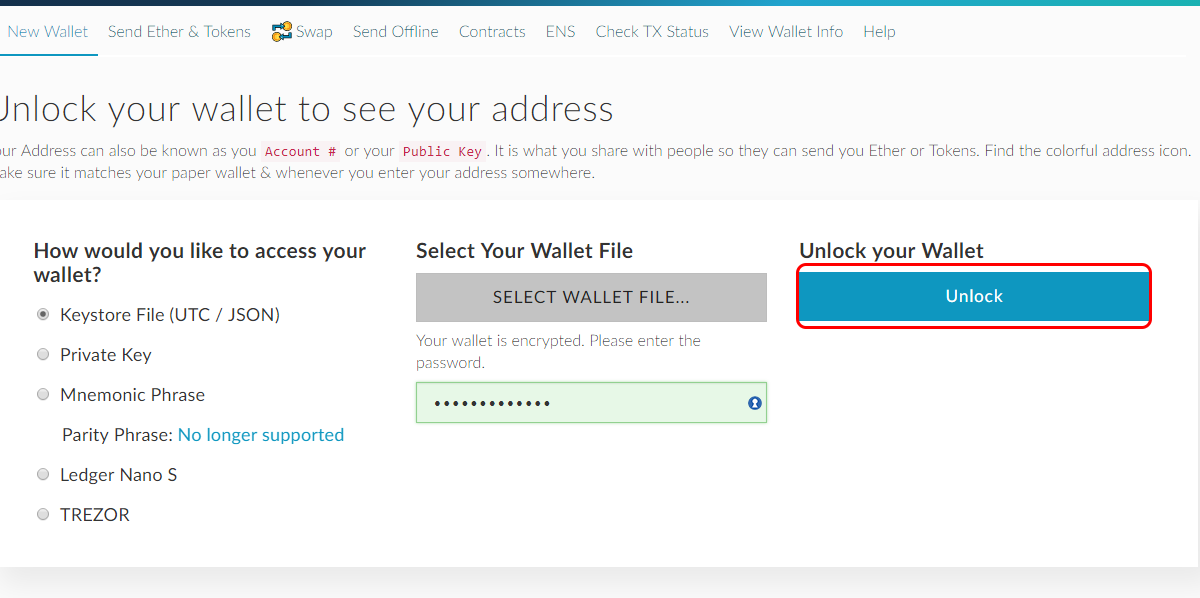 New Wallet Send Ether & Tokens Swap Send Offline Contracts ENS Check TX Status View Wallet Info Help
Unlock your wallet to see your address
our Address can also be known as you Account # or your Public Key. It is what you share with people so they can send you Ether or Tokens. Find the colorful address icon.
ake sure it matches your paper wallet & whenever you enter your address somewhere.
How would you like to access your
wallet?
Keystore File (UTC / JSON)
Private Key
Mnemonic Phrase
Parity Phrase: No longer supported
Ledger Nano S
TREZOR
Select Your Wallet File
SELECT WALLET FILE...
Your wallet is encrypted. Please enter the
password.
Unlock your Wallet
Unlock